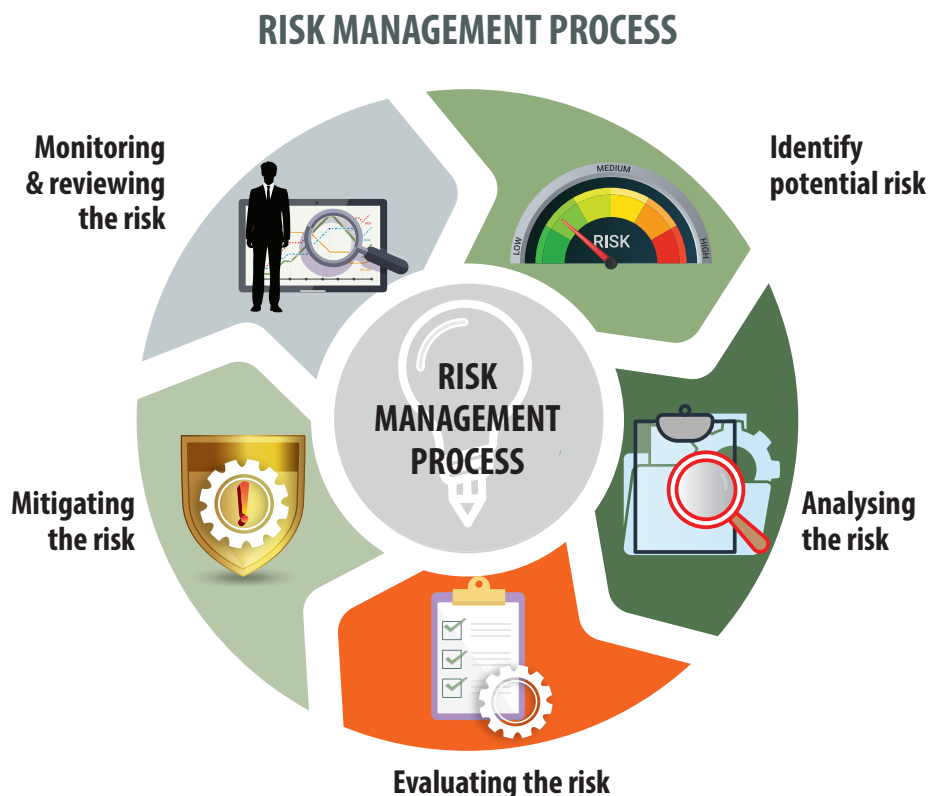 RISK MANAGEMENT PROCESS
Monitoring
& reviewing
the risk
Identify
potential risk
LOW
MEDIUM
HIGH
RISK
RISK
MANAGEMENT
PROCESS
Mitigating
the risk
Analysing
the risk
Evaluating the risk